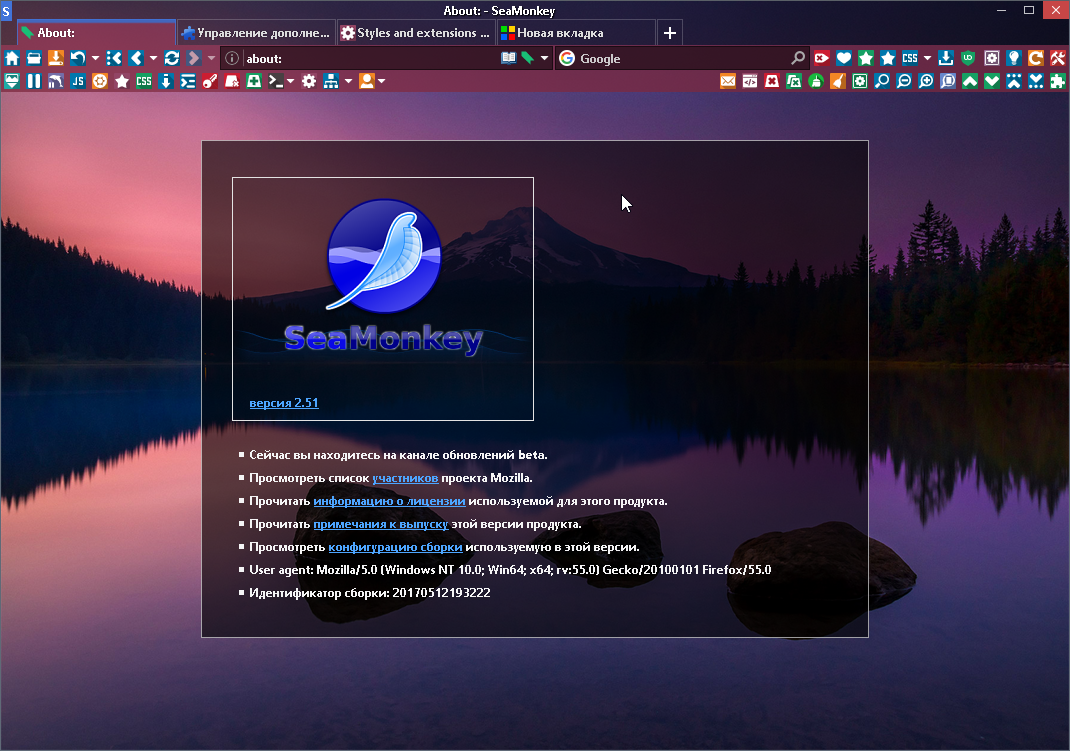 S
About: - SeaMonkey
About:
Управление дополне...
Styles and extensions ...
Новая вкладка
about:
Google
CSS
JS
CSS
SeaMonkey
версия 2.51
Сейчас вы находитесь на канале обновлений beta.
Просмотреть список участников проекта Mozilla.
Прочитать информацию о лицензии используемой для этого продукта.
Прочитать примечания к выпуску этой версии продукта.
Просмотреть конфигурацию сборки используемую в этой версии.
User agent: Mozilla/5.0 (Windows NT 10.0; Win64; x64; rv:55.0) Gecko/20100101 Firefox/55.0
Идентификатор сборки: 20170512193222